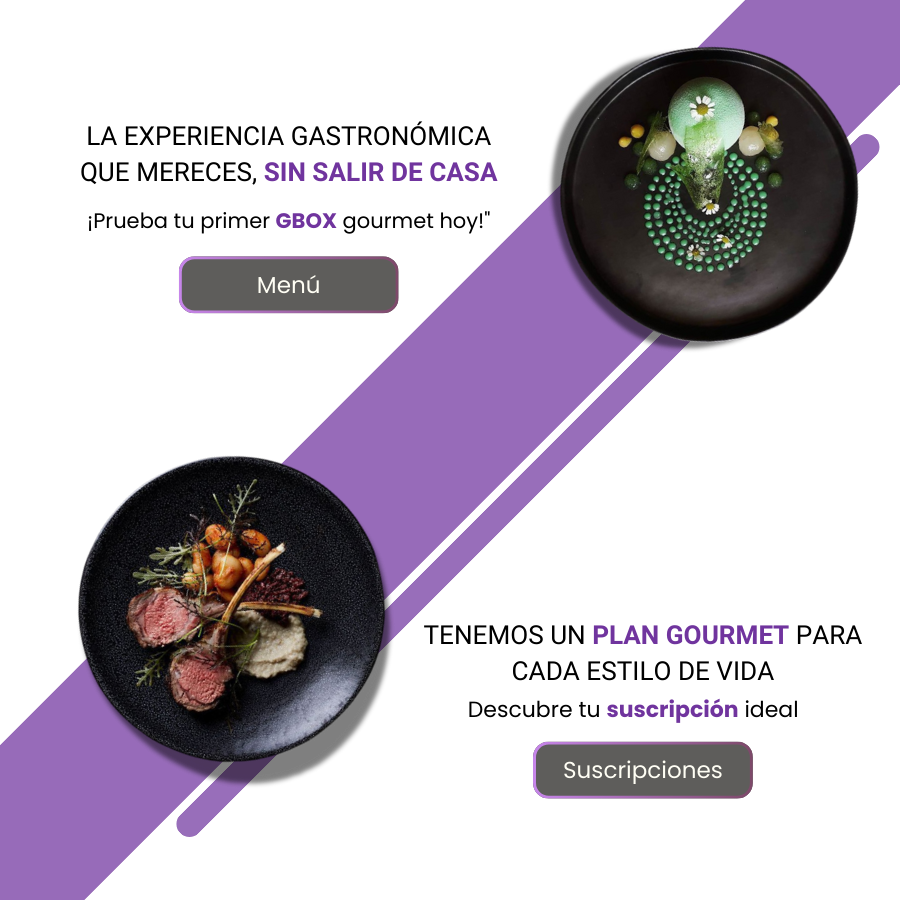 LA EXPERIENCIA GASTRONÓMICA
QUE MERECES, SIN SALIR DE CASA
¡Prueba tu primer GBOX gourmet hoy!"
Menú
TENEMOS UN PLAN GOURMET PARA
CADA ESTILO DE VIDA
Descubre tu suscripción ideal
Suscripciones